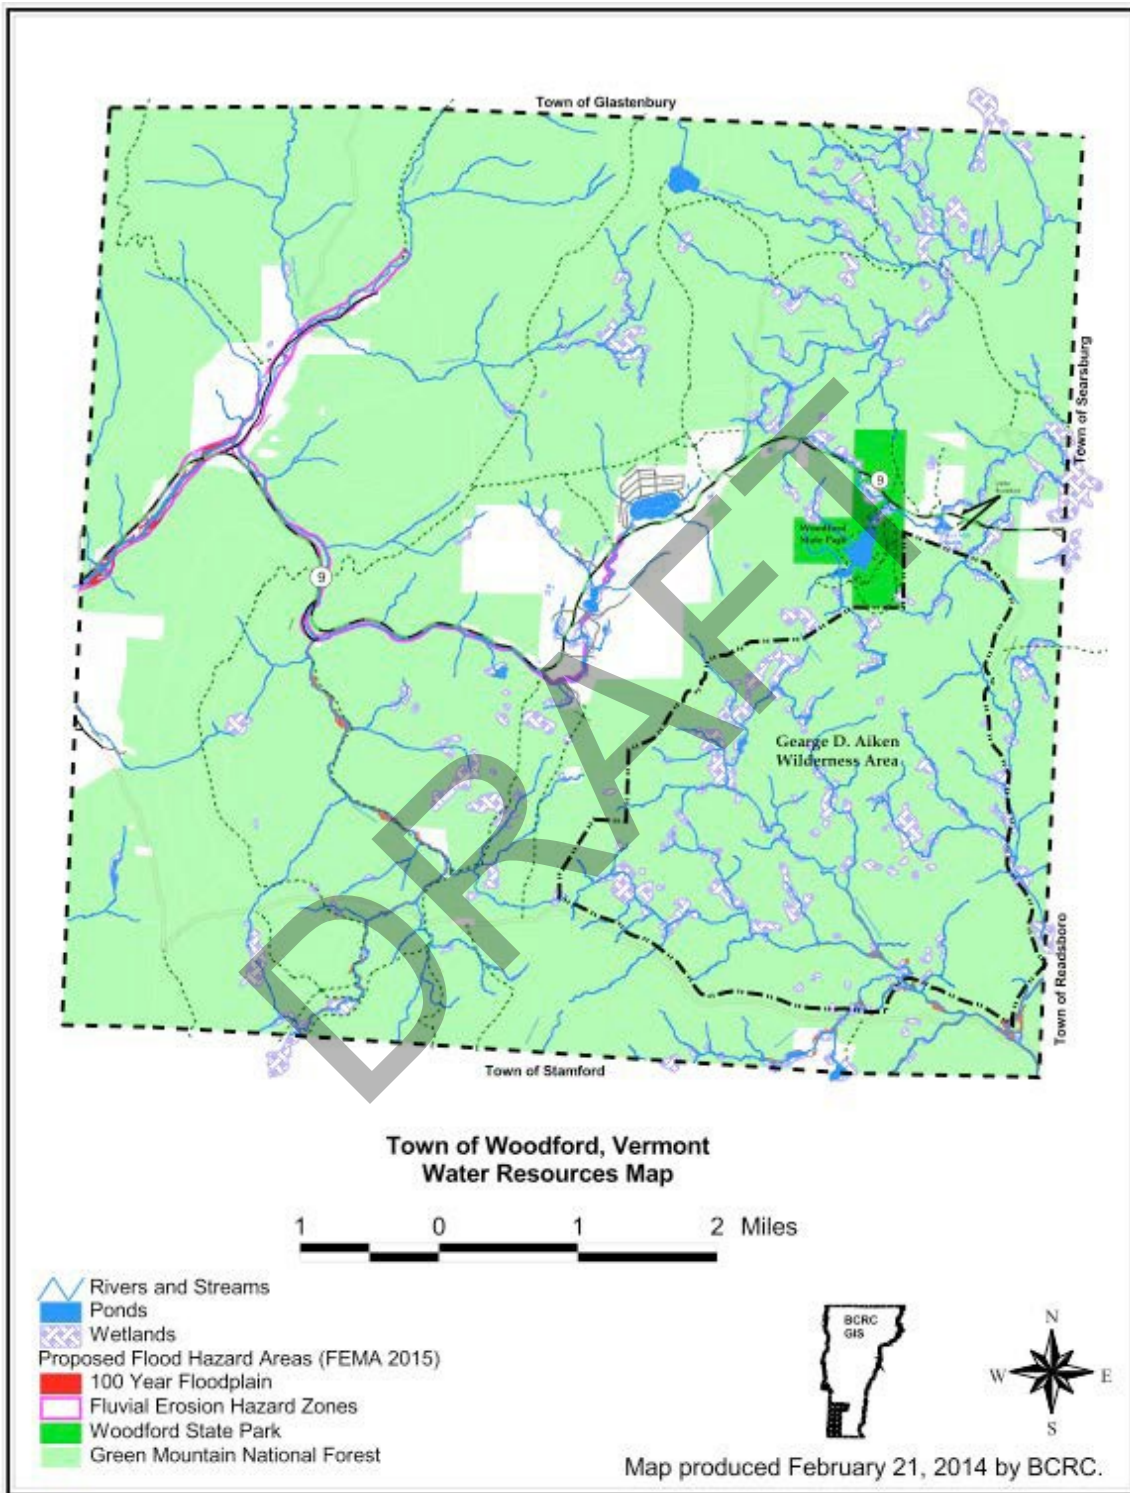 Town of Glastenbury
Town of Searsburg
9
Woodford
State Park
9
Gearge D. Aiken
Wilderness Area
Town of Readsboro
Town of Stamford
DRAFT
Town of Woodford, Vermont
Water Resources Map
1 0 1 2 Miles
Rivers and Streams
Ponds
Wetlands
Proposed Flood Hazard Areas (FEMA 2015)
100 Year Floodplain
Fluvial Erosion Hazard Zones
Woodford State Park
Green Mountain National Forest
BCRC
GIS
N
W E
S
Map produced February 21, 2014 by BCRC.